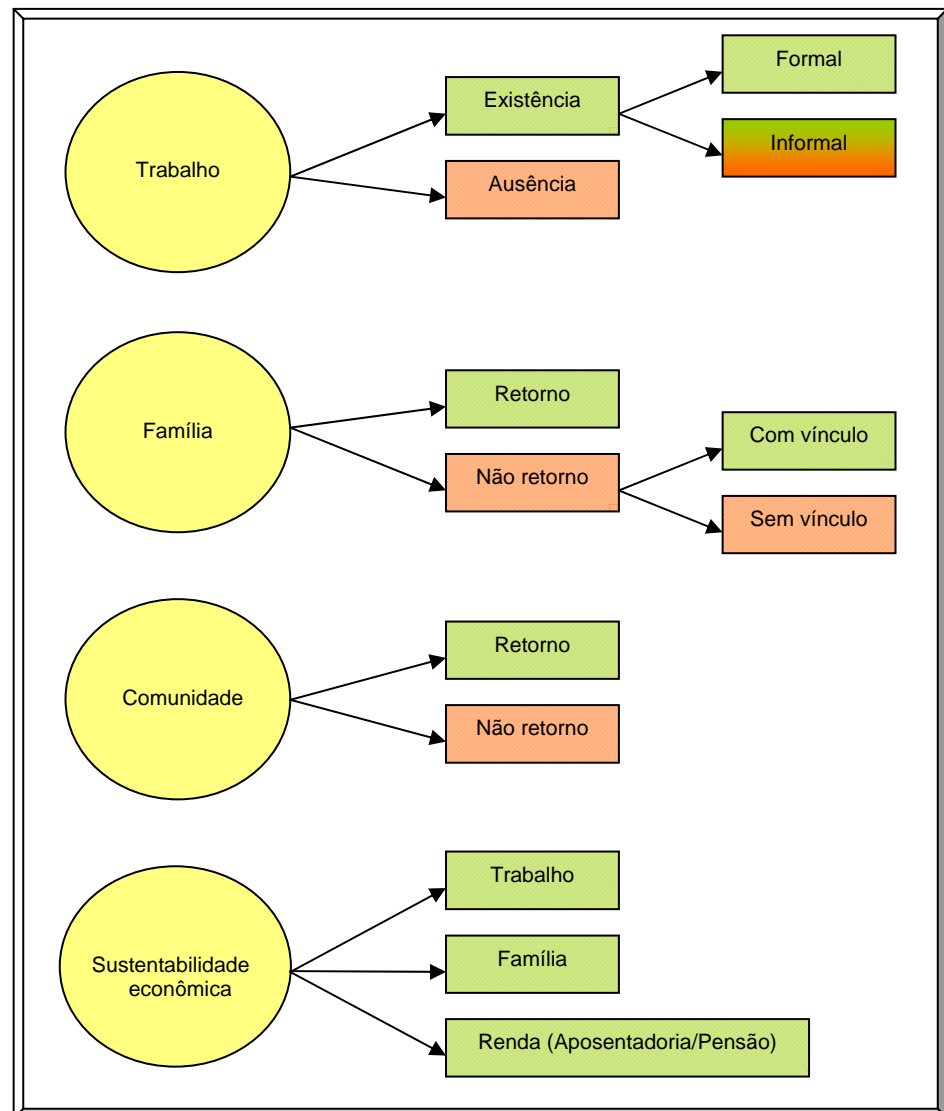 Trabalho
Existência
Ausência
Formal
Informal
Família
Retorno
Não retorno
Com vínculo
Sem vínculo
Comunidade
Retorno
Não retorno
Sustentabilidade
econômica
Trabalho
Família
Renda (Aposentadoria/Pensão)